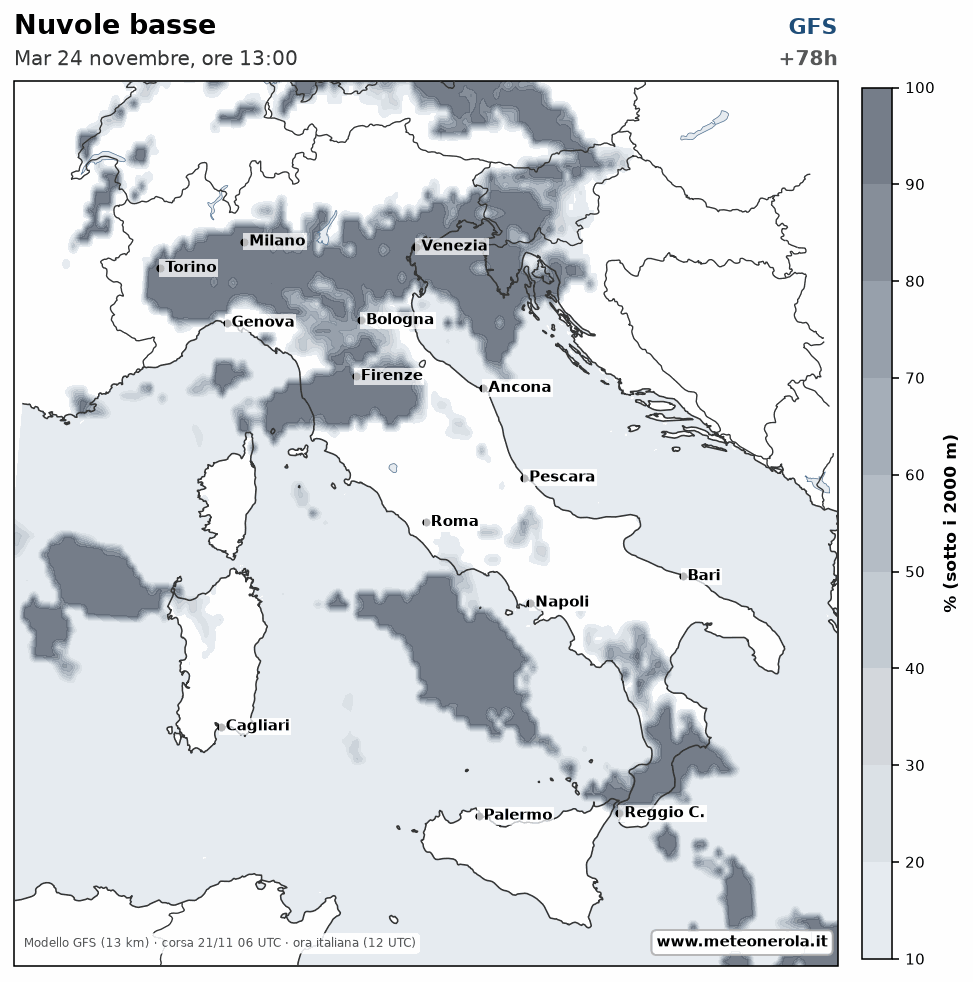 Nuvole basse
GFS
Mar 24 novembre, ore 13:00
+78h
100
90
80
70
60
50
40
30
20
10
% (sotto i 2000 m)
Milano
Venezia
Torino
Genova
Bologna
Firenze
Ancona
Pescara
Roma
Bari
Napoli
Cagliari
Palermo
Reggio C.
Modello GFS (13 km) · corsa 21/11 06 UTC · ora italiana (12 UTC)
www.meteonerola.it